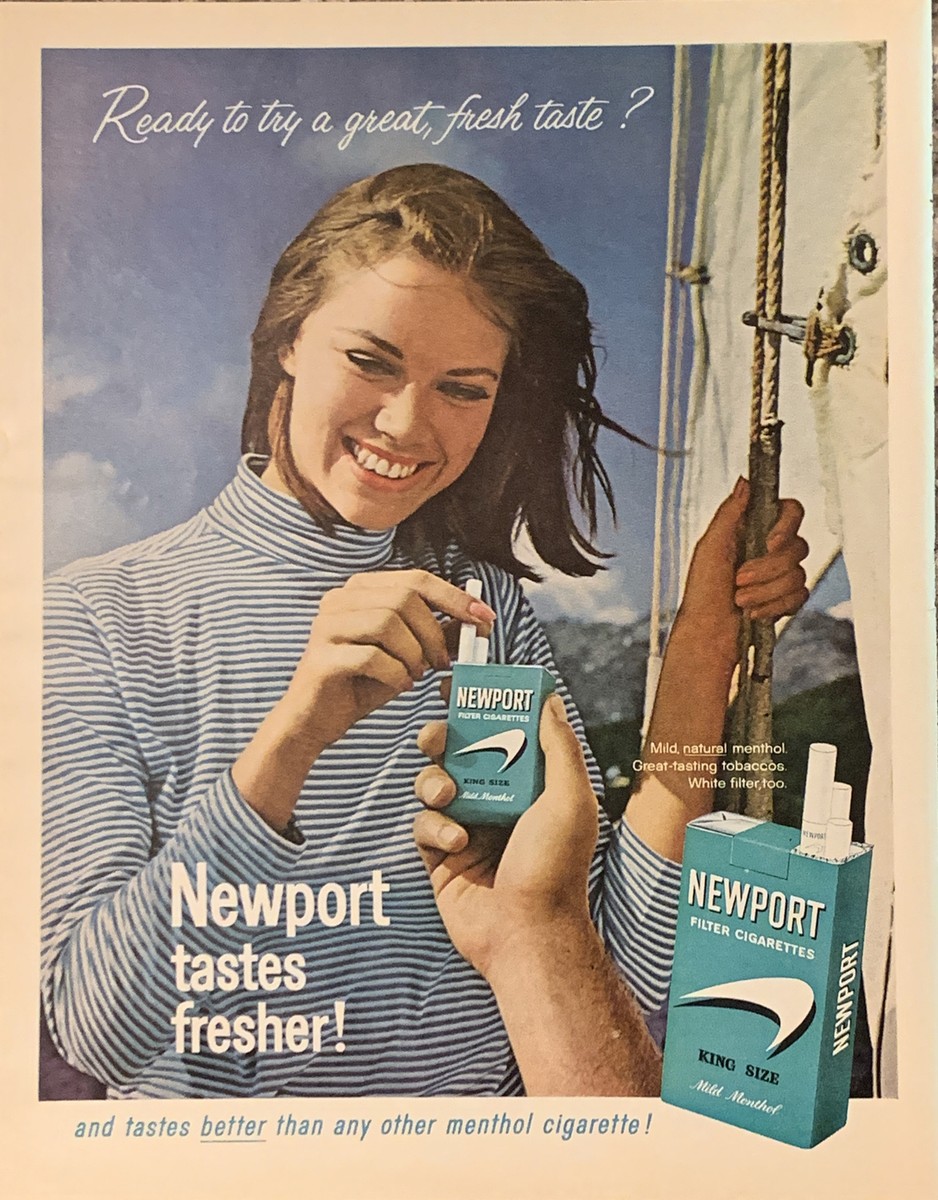 Ready to try a great, fresh taste?
NEWPORT
FILTER CIGARETTES
KING SIZE
Mild Menthol
Mild, natural menthol.
Great-tasting tobaccos.
White filter, too.
Newport
tastes
fresher!
NEWPORT
NEWPORT
FILTER CIGARETTES
KING SIZE
Mild Menthol
NEWPORT
and tastes better than any other menthol cigarette!